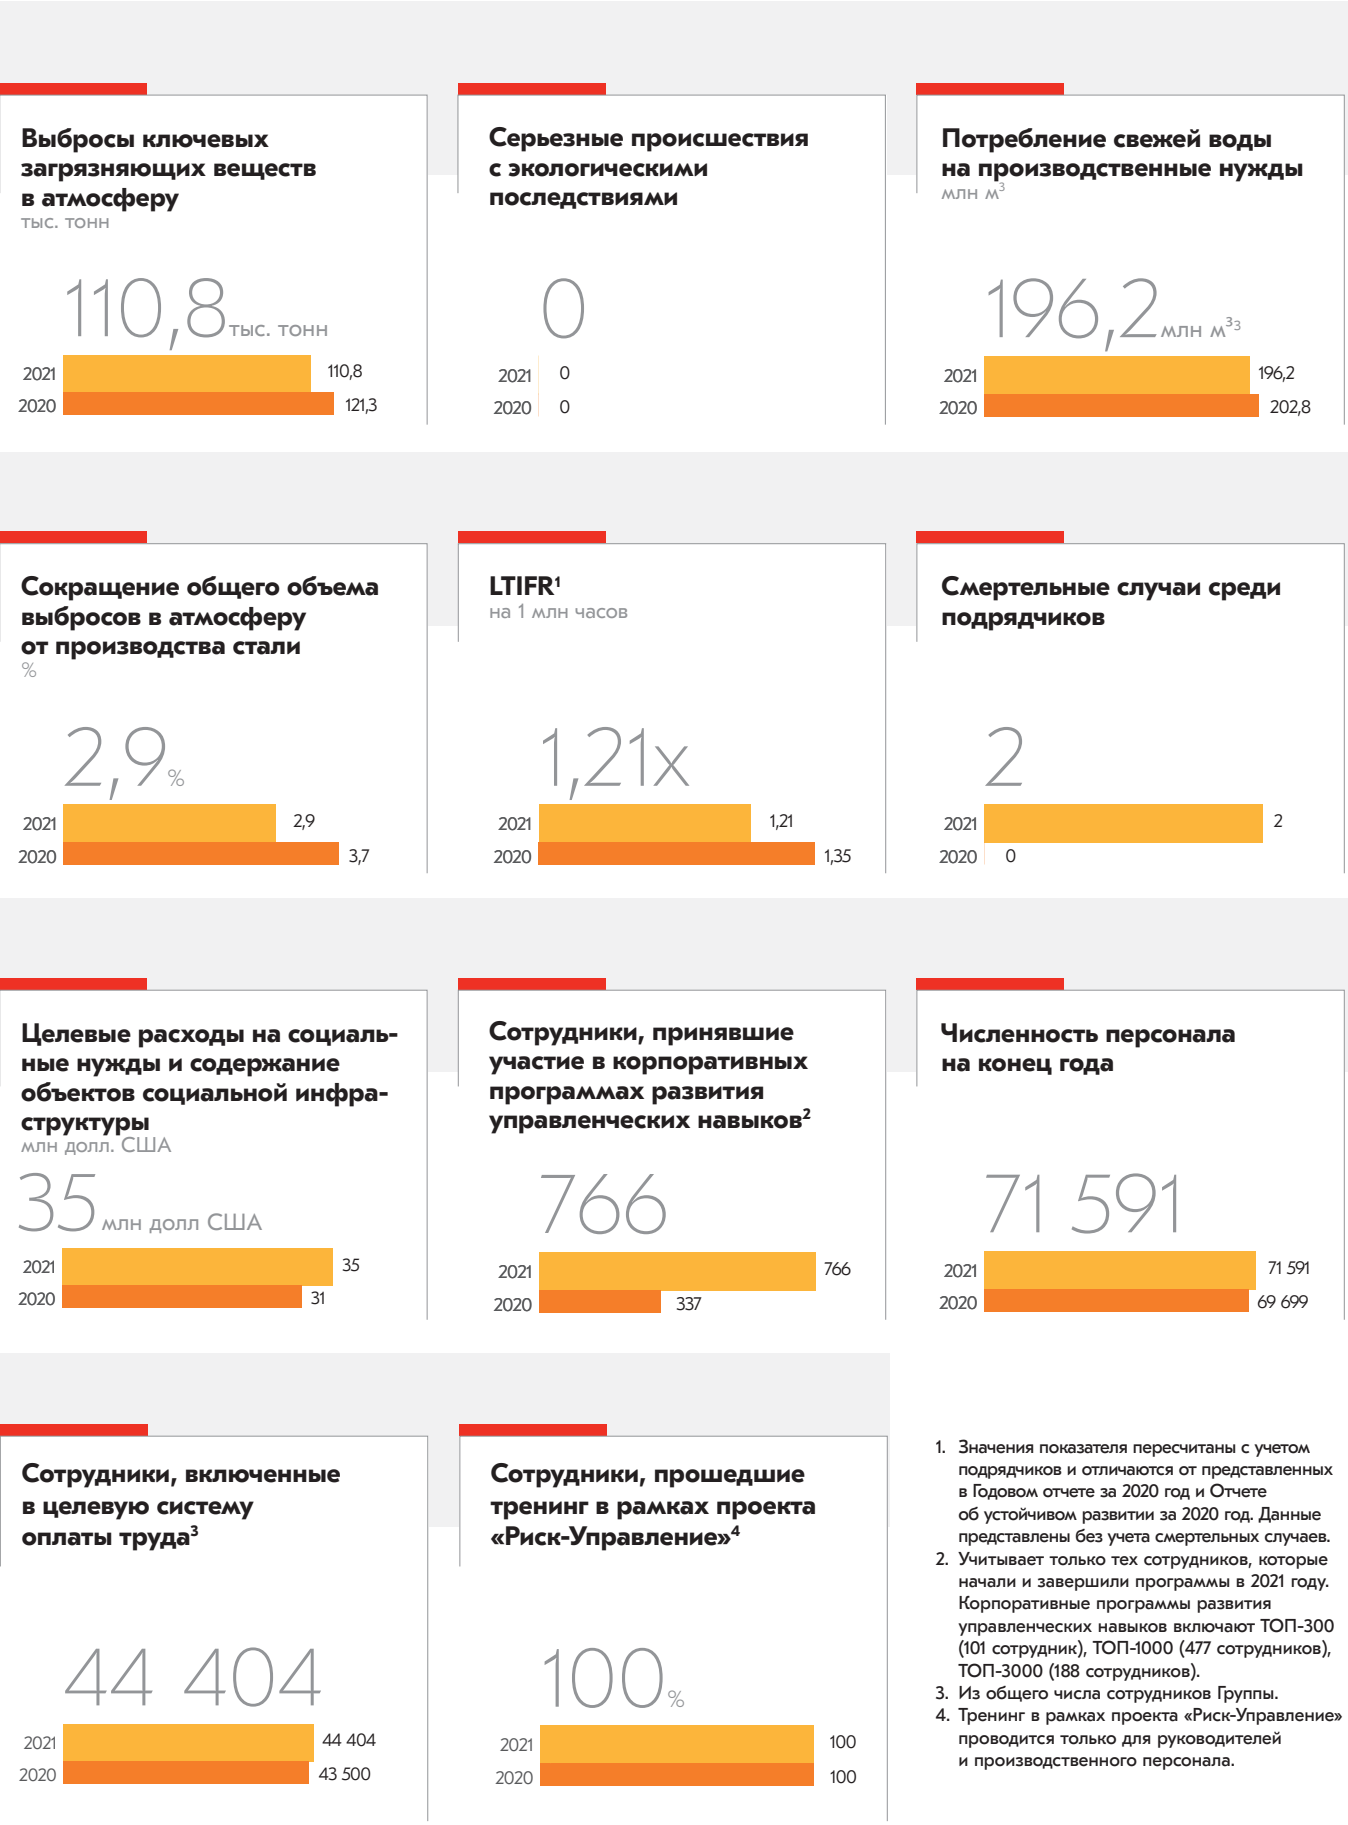 Выбросы ключевых
загрязняющих веществ
в атмосферу
тыс. тонн
110,8 тыс. тонн
2021 110,8
2020 121,3
Серьезные происшествия
с экологическими
последствиями
0
2021 0
2020 0
Потребление свежей воды
на производственные нужды
млн м³
196,2 млн м³3
2021 196,2
2020 202,8
Сокращение общего объема
выбросов в атмосферу
от производства стали
%
2,9 %
2021 2,9
2020 3,7
LTIFR¹
на 1 млн часов
1,21x
2021 1,21
2020 1,35
Смертельные случаи среди
подрядчиков
2
2021 2
2020 0
Целевые расходы на социаль-
ные нужды и содержание
объектов социальной инфра-
структуры
млн долл. США
35 млн долл США
2021 35
2020 31
Сотрудники, принявшие
участие в корпоративных
программах развития
управленческих навыков²
766
2021 766
2020 337
Численность персонала
на конец года
71 591
2021 71 591
2020 69 699
Сотрудники, включенные
в целевую систему
оплаты труда³
44 404
2021 44 404
2020 43 500
Сотрудники, прошедшие
тренинг в рамках проекта
«Риск-Управление»⁴
100 %
2021 100
2020 100
1. Значения показателя пересчитаны с учетом
подрядчиков и отличаются от представленных
в Годовом отчете за 2020 год и Отчете
об устойчивом развитии за 2020 год. Данные
представлены без учета смертельных случаев.
2. Учитывает только тех сотрудников, которые
начали и завершили программы в 2021 году.
Корпоративные программы развития
управленческих навыков включают ТОП-300
(101 сотрудник), ТОП-1000 (477 сотрудников),
ТОП-3000 (188 сотрудников).
3. Из общего числа сотрудников Группы.
4. Тренинг в рамках проекта «Риск-Управление»
проводится только для руководителей
и производственного персонала.